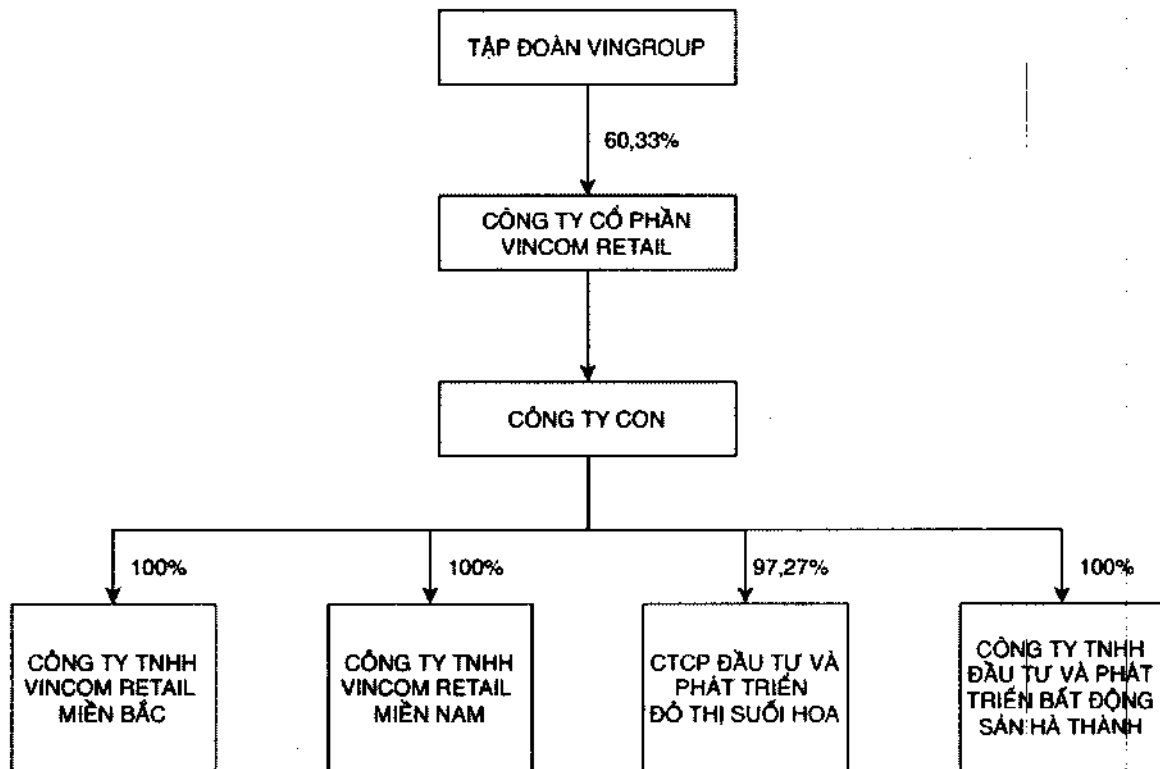 TẬP ĐOÀN VINGROUP
60,33%
CÔNG TY CỔ PHẦN
VINCOM RETAIL
CÔNG TY CON
100%
100%
97,27%
100%
CÔNG TY TNHH
VINCOM RETAIL
MIỀN BẮC
CÔNG TY TNHH
VINCOM RETAIL
MIỀN NAM
CTCP ĐẦU TƯ VÀ
PHÁT TRIỂN
ĐÔ THỊ SUỐI HOA
CÔNG TY TNHH
ĐẦU TƯ VÀ PHÁT
TRIỂN BẤT ĐỘNG
SẢN HÀ THÀNH